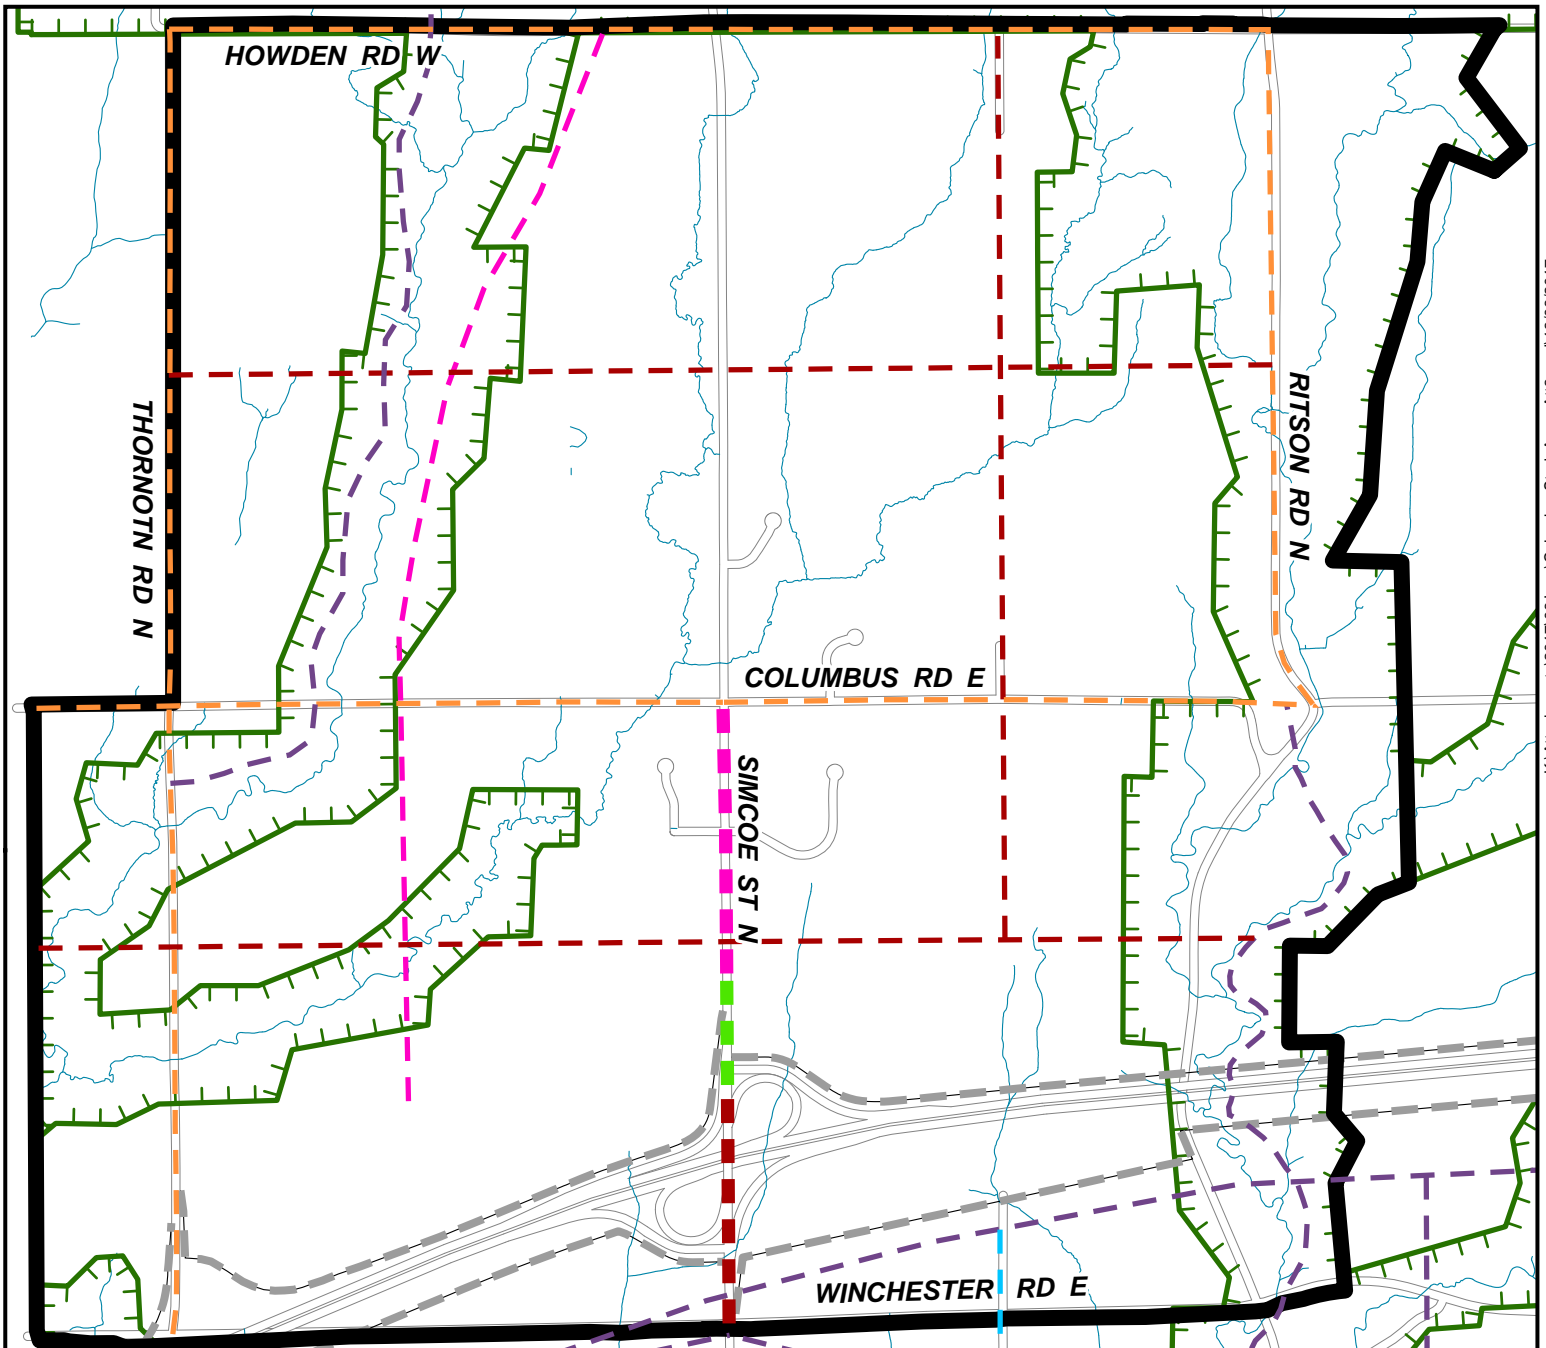 HOWDEN RD W
THORNOTN RD N
RITSON RD N
COLUMBUS RD E
SIMCOE ST N
WINCHESTER RD E